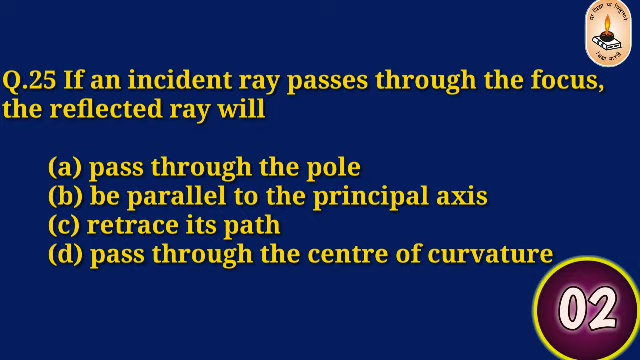 Q.25 If an incident ray passes through the focus,
the reflected ray will
(a) pass through the pole
(b) be parallel to the principal axis
(c) retrace its path
(d) pass through the centre of curvature
02